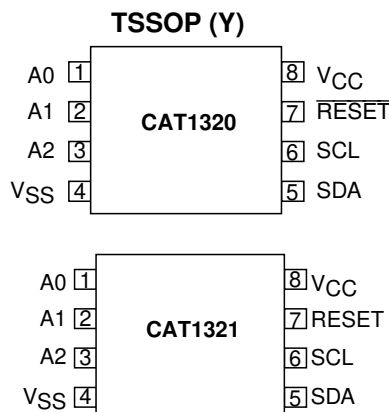 TSSOP (Y)
A0 1 8 VCC
A1 2 CAT1320 7 R̅E̅S̅E̅T̅
A2 3 6 SCL
VSS 4 5 SDA
A0 1 8 VCC
A1 2 CAT1321 7 RESET
A2 3 6 SCL
VSS 4 5 SDA